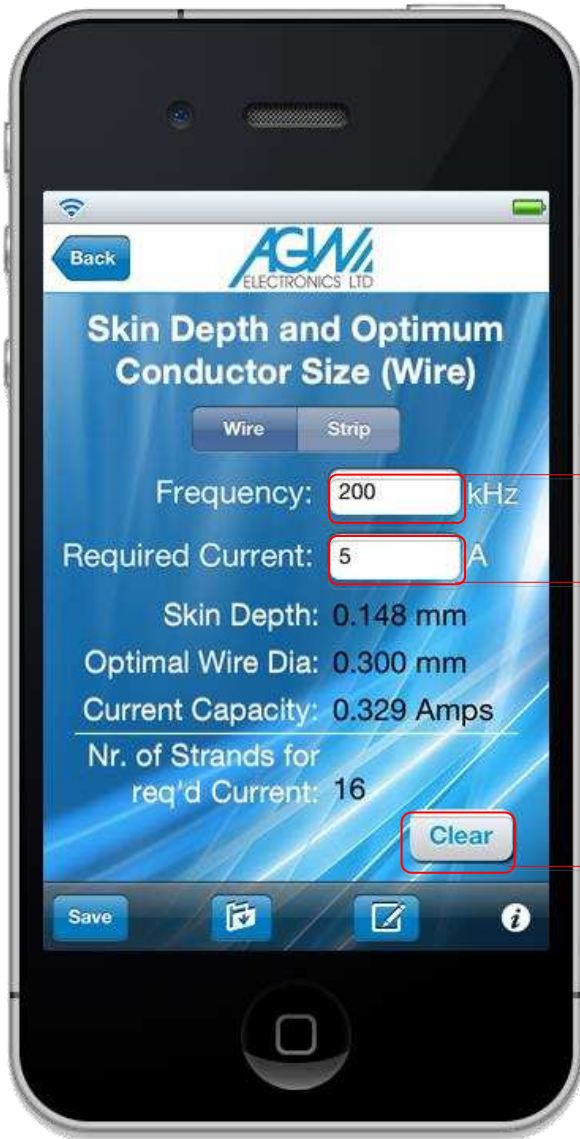 Back
AGW
ELECTRONICS LTD
Skin Depth and Optimum
Conductor Size (Wire)
Wire Strip
Frequency: 200 kHz
Required Current: 5 A
Skin Depth: 0.148 mm
Optimal Wire Dia: 0.300 mm
Current Capacity: 0.329 Amps
Nr. of Strands for
req'd Current: 16
Clear
Save
i